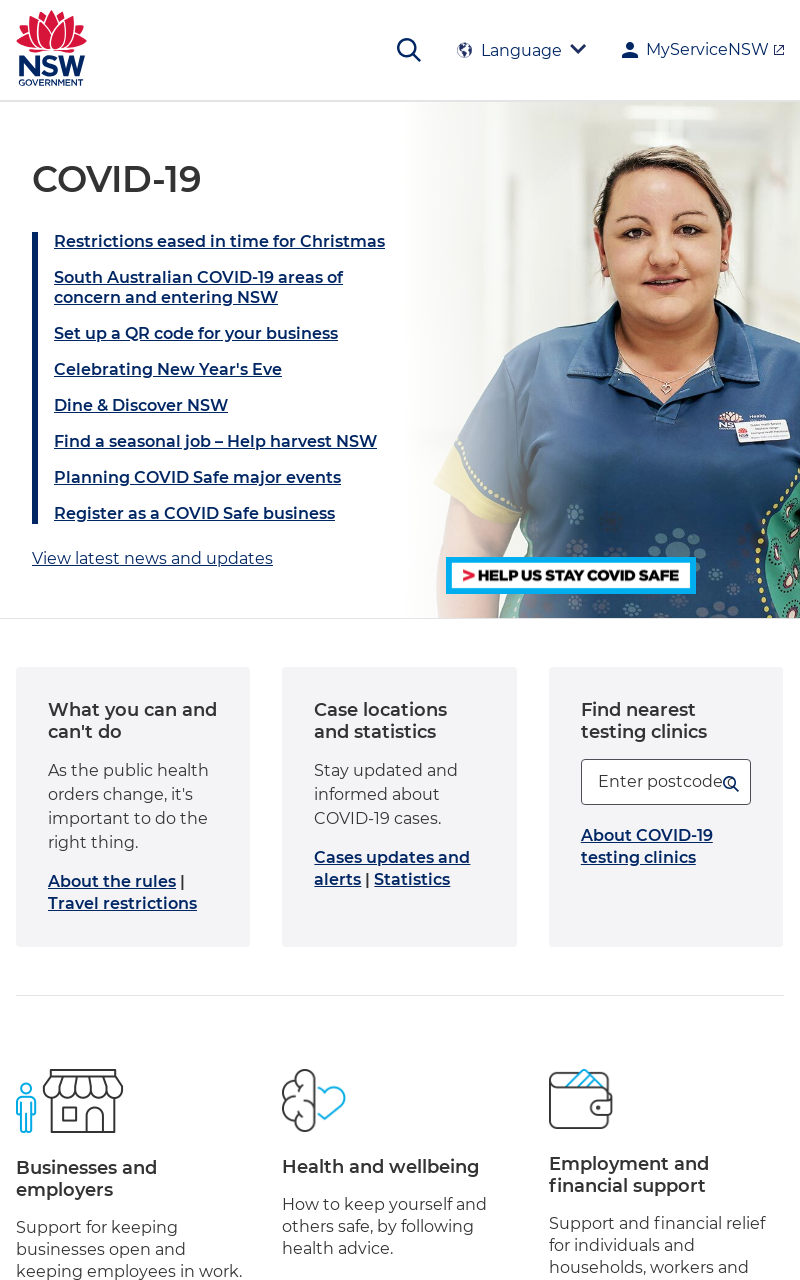 NSW
GOVERNMENT
Language
MyServiceNSW
COVID-19
Restrictions eased in time for Christmas
South Australian COVID-19 areas of
concern and entering NSW
Set up a QR code for your business
Celebrating New Year's Eve
Dine & Discover NSW
Find a seasonal job – Help harvest NSW
Planning COVID Safe major events
Register as a COVID Safe business
View latest news and updates
Health,
NSW
> HELP US STAY COVID SAFE
What you can and
can't do
As the public health
orders change, it's
important to do the
right thing.
About the rules |
Travel restrictions
Case locations
and statistics
Stay updated and
informed about
COVID-19 cases.
Cases updates and
alerts | Statistics
Find nearest
testing clinics
Enter postcode
About COVID-19
testing clinics
Businesses and
employers
Support for keeping
businesses open and
keeping employees in work.
Health and wellbeing
How to keep yourself and
others safe, by following
health advice.
Employment and
financial support
Support and financial relief
for individuals and
households, workers and